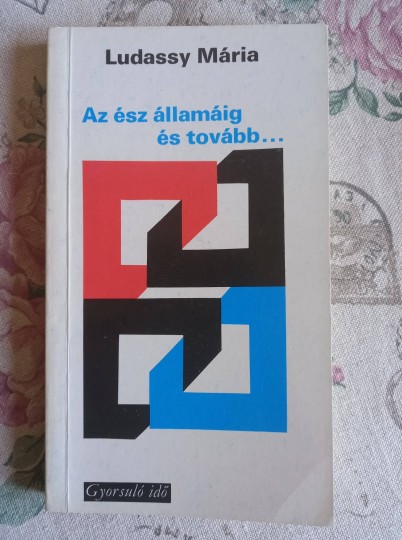 Ludassy Mária
Az ész államáig
és tovább...
Gyorsuló idő